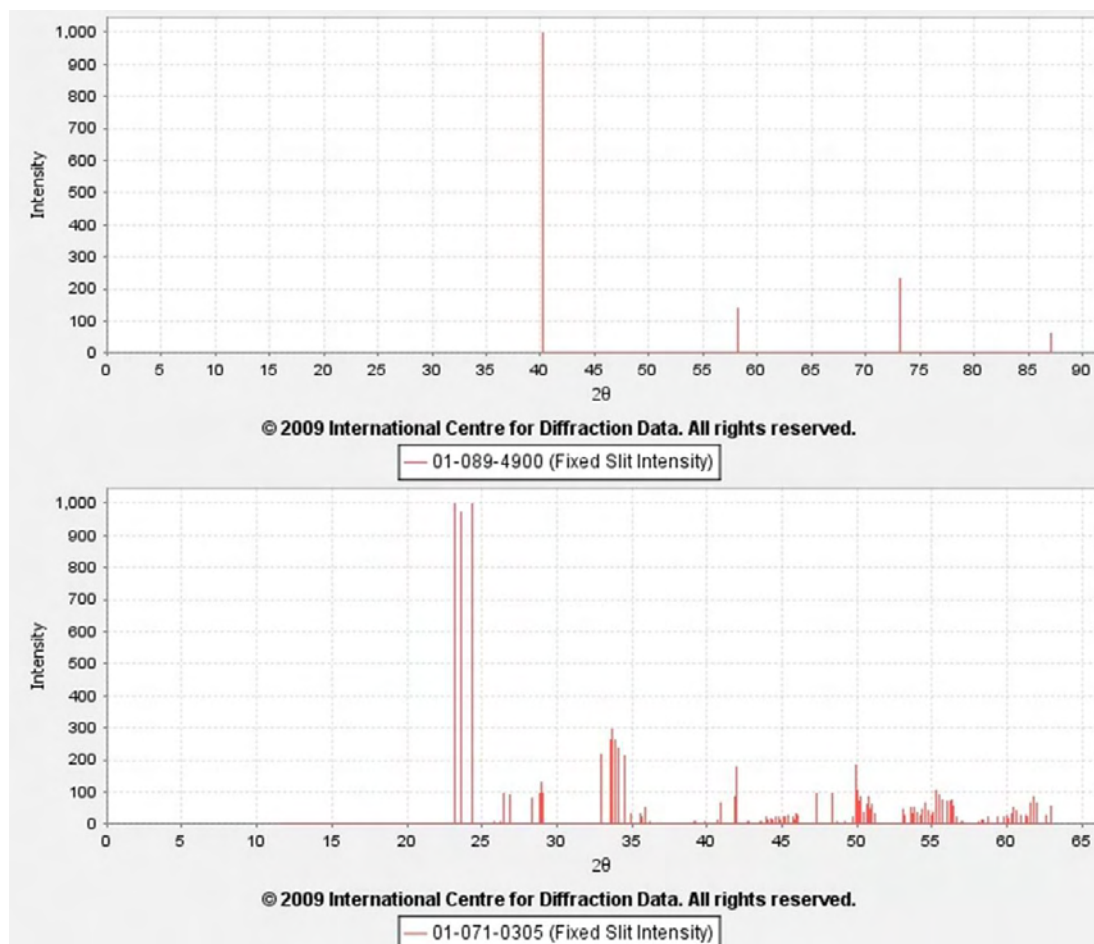 1,000
900
800
700
600
500
400
300
200
100
0
Intensity
0 5 10 15 20 25 30 35 40 45 50 55 60 65 70 75 80 85 90
2θ
© 2009 International Centre for Diffraction Data. All rights reserved.
01-089-4900 (Fixed Slit Intensity)
1,000
900
800
700
600
500
400
300
200
100
0
Intensity
0 5 10 15 20 25 30 35 40 45 50 55 60 65
2θ
© 2009 International Centre for Diffraction Data. All rights reserved.
01-071-0305 (Fixed Slit Intensity)